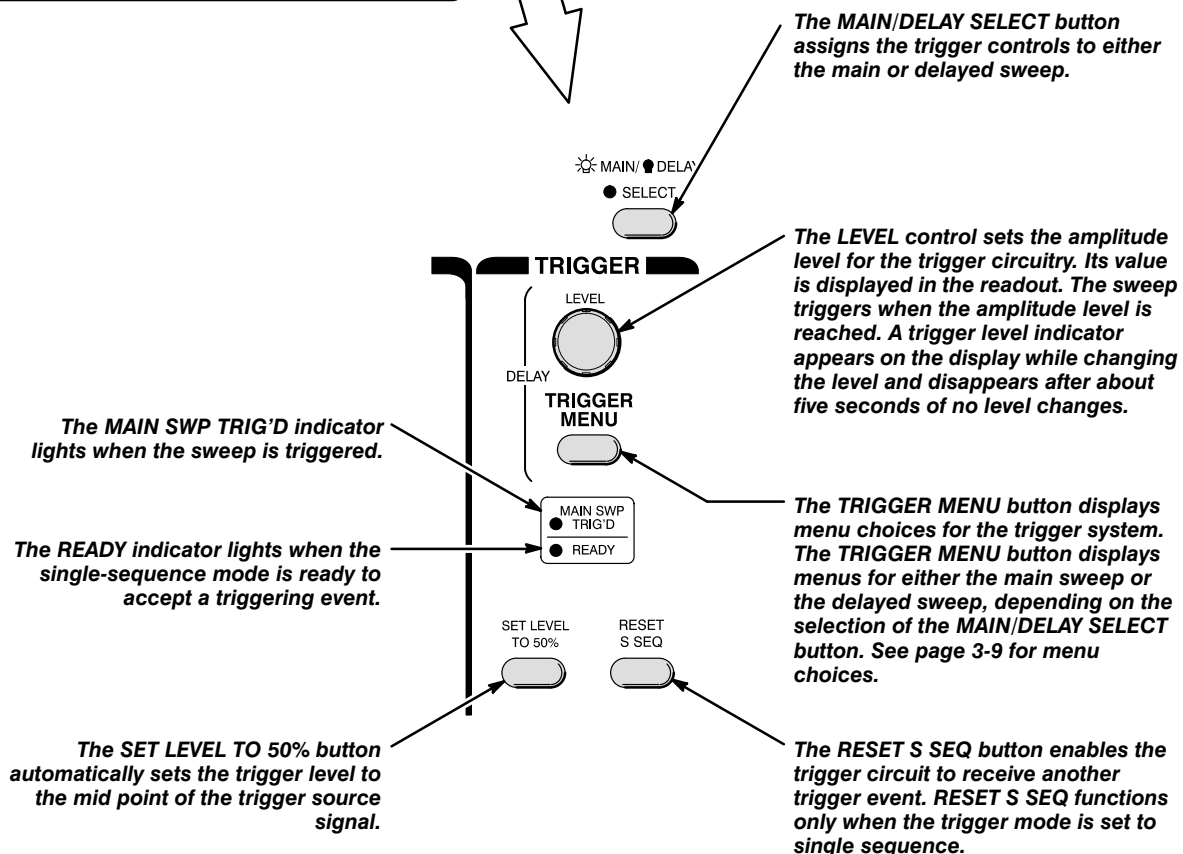 The MAIN/DELAY SELECT button
assigns the trigger controls to either
the main or delayed sweep.
MAIN/ DELAY
SELECT
The LEVEL control sets the amplitude
level for the trigger circuitry. Its value
is displayed in the readout. The sweep
triggers when the amplitude level is
reached. A trigger level indicator
appears on the display while changing
the level and disappears after about
five seconds of no level changes.
TRIGGER
LEVEL
DELAY
TRIGGER
MENU
The MAIN SWP TRIG'D indicator
lights when the sweep is triggered.
MAIN SWP
TRIG'D
READY
The READY indicator lights when the
single-sequence mode is ready to
accept a triggering event.
The TRIGGER MENU button displays
menu choices for the trigger system.
The TRIGGER MENU button displays
menus for either the main sweep or
the delayed sweep, depending on the
selection of the MAIN/DELAY SELECT
button. See page 3-9 for menu
choices.
SET LEVEL
TO 50%
RESET
S SEQ
The SET LEVEL TO 50% button
automatically sets the trigger level to
the mid point of the trigger source
signal.
The RESET S SEQ button enables the
trigger circuit to receive another
trigger event. RESET S SEQ functions
only when the trigger mode is set to
single sequence.